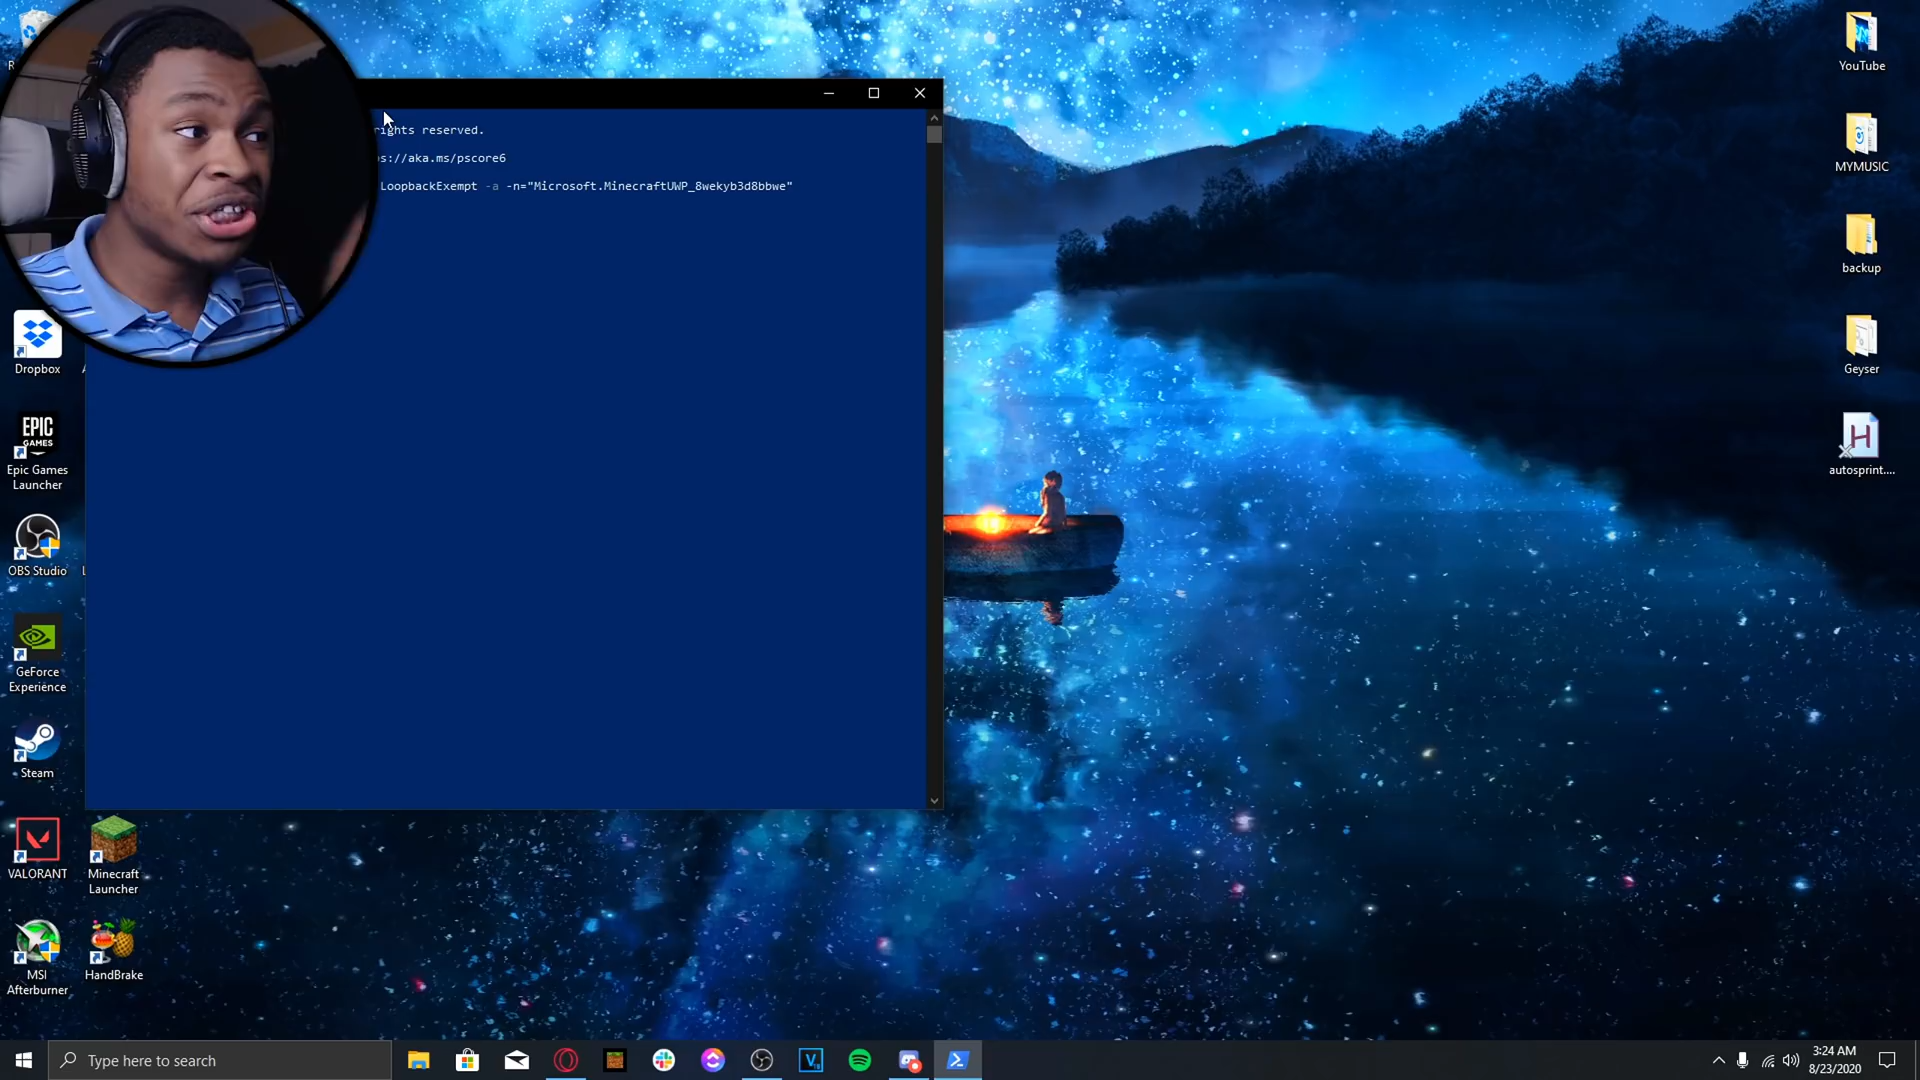 rights reserved.
s://aka.ms/pscore6
LoopbackExempt -a -n="Microsoft.MinecraftUWP_8wekyb3d8bbwe"
YouTube
MYMUSIC
backup
Geyser
autosprint....
Dropbox
EPIC
GAMES
Epic Games
Launcher
OBS Studio
GeForce
Experience
Steam
VALORANT
Minecraft
Launcher
MSI
Afterburner
HandBrake
Type here to search
3:24 AM
8/23/2020